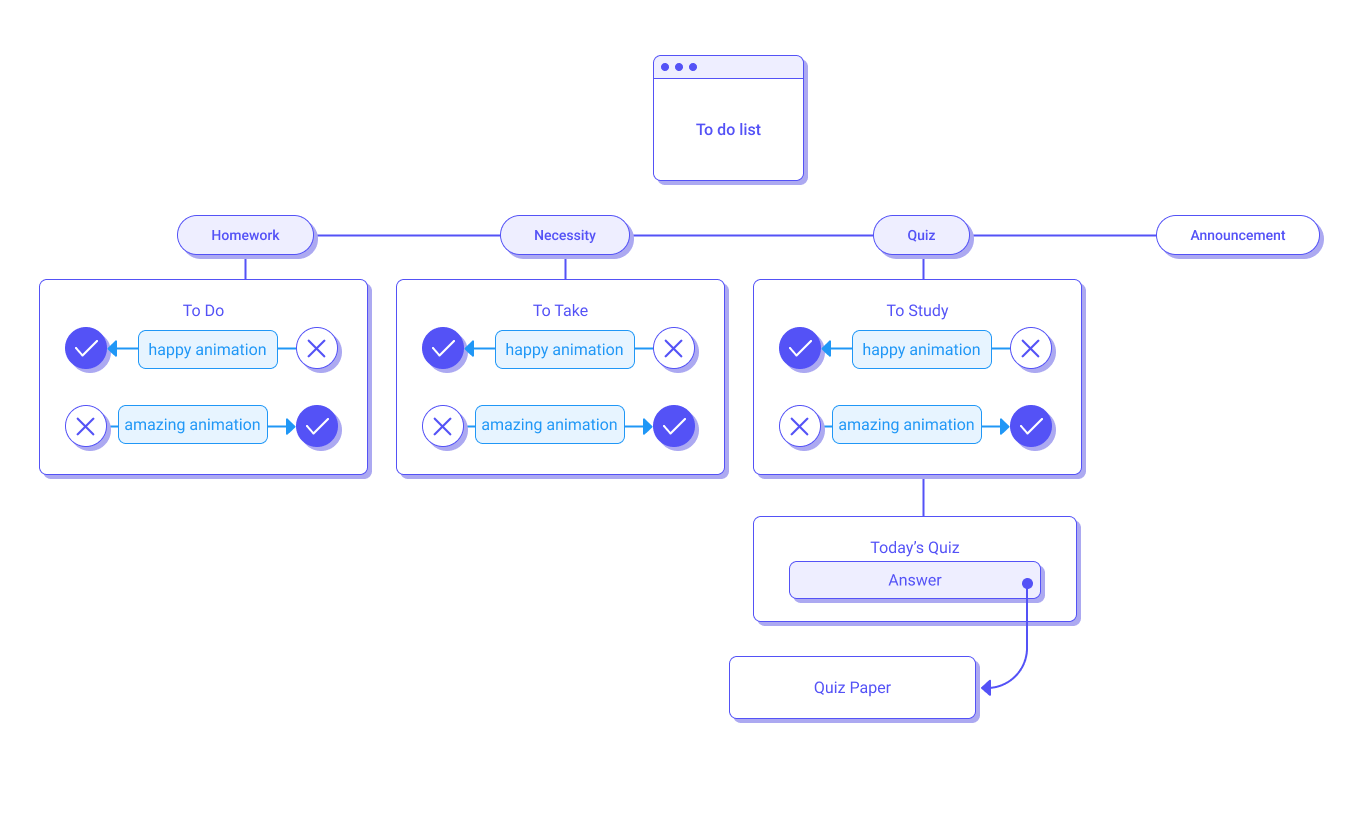 To do list
Homework
Necessity
Quiz
Announcement
To Do
happy animation
amazing animation
To Take
happy animation
amazing animation
To Study
happy animation
amazing animation
Today’s Quiz
Answer
Quiz Paper